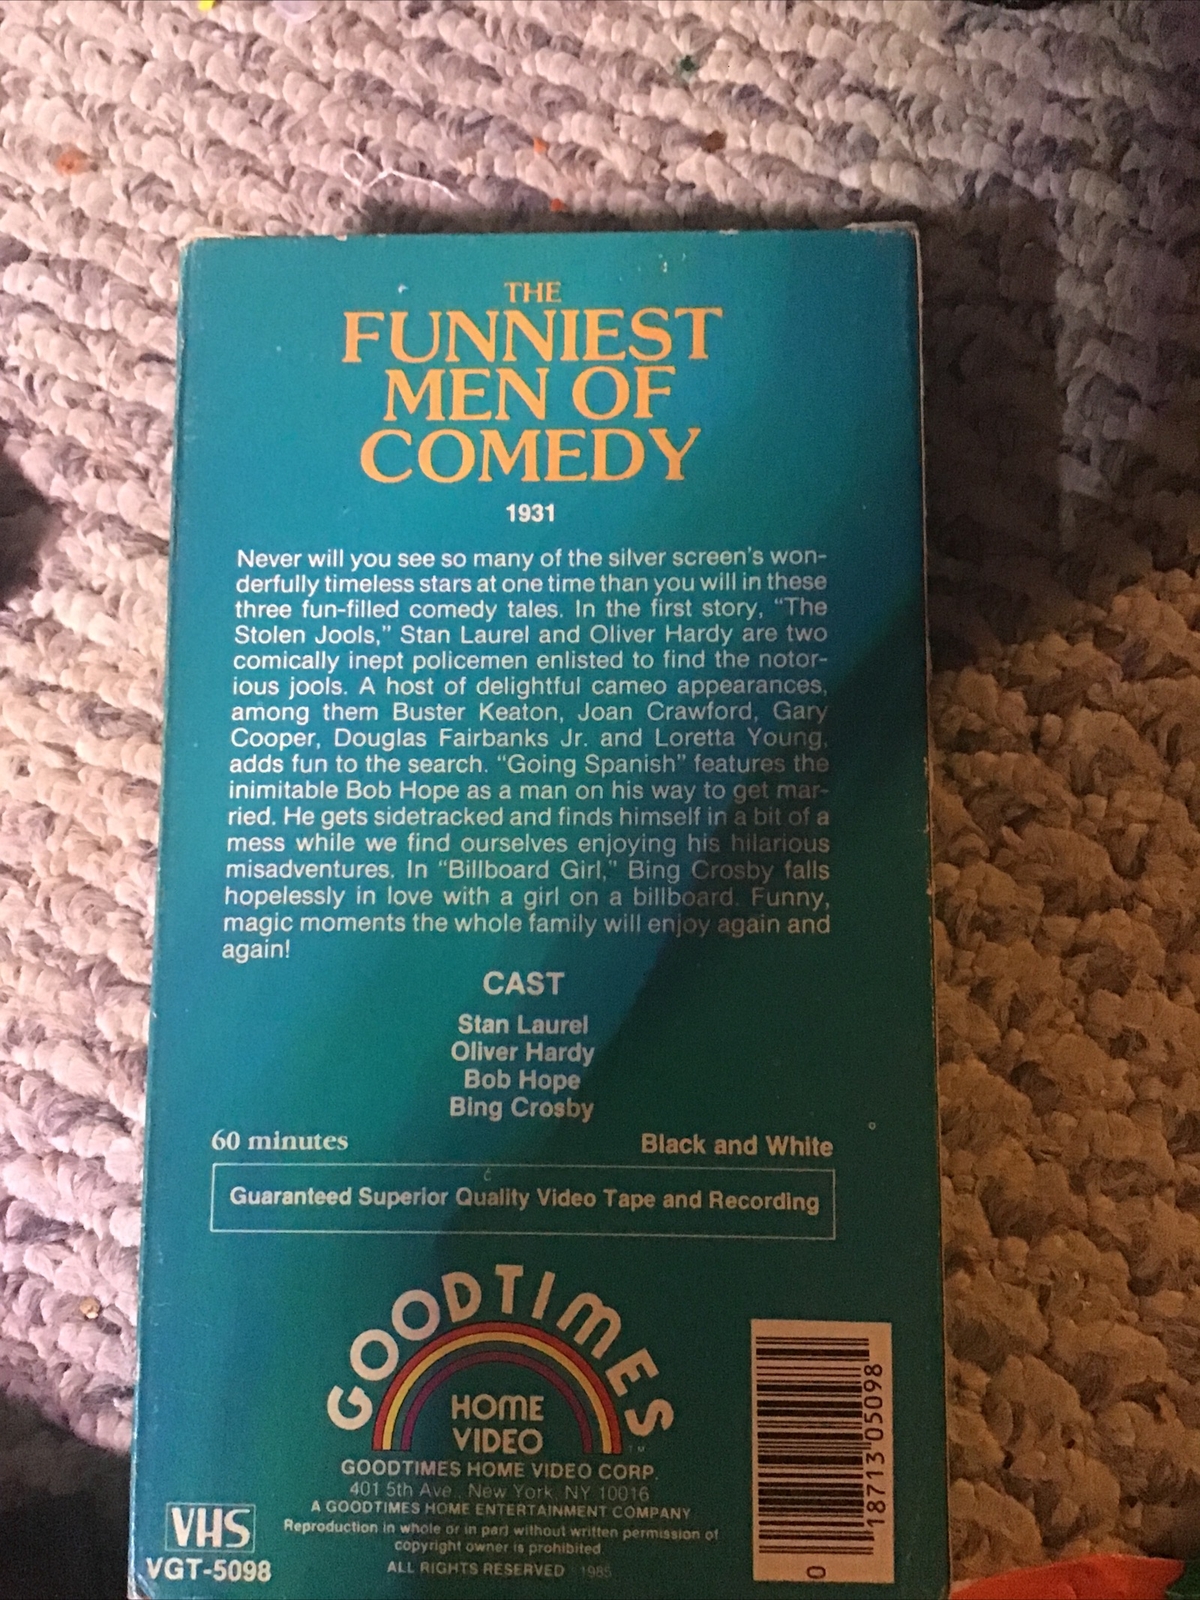 THE
FUNNIEST
MEN OF
COMEDY
1931
Never will you see so many of the silver screen's won-
derfully timeless stars at one time than you will in these
three fun-filled comedy tales. In the first story, “The
Stolen Jools,” Stan Laurel and Oliver Hardy are two
comically inept policemen enlisted to find the notor-
ious jools. A host of delightful cameo appearances,
among them Buster Keaton, Joan Crawford, Gary
Cooper, Douglas Fairbanks Jr. and Loretta Young,
adds fun to the search. “Going Spanish” features the
inimitable Bob Hope as a man on his way to get mar-
ried. He gets sidetracked and finds himself in a bit of a
mess while we find ourselves enjoying his hilarious
misadventures. In “Billboard Girl,” Bing Crosby falls
hopelessly in love with a girl on a billboard. Funny,
magic moments the whole family will enjoy again and
again!
CAST
Stan Laurel
Oliver Hardy
Bob Hope
Bing Crosby
60 minutes Black and White
Guaranteed Superior Quality Video Tape and Recording
GOODTIMES
HOME
VIDEO
TM
GOODTIMES HOME VIDEO CORP.
401 5th Ave., New York, NY 10016
A GOODTIMES HOME ENTERTAINMENT COMPANY
Reproduction in whole or in part without written permission of
copyright owner is prohibited
ALL RIGHTS RESERVED 1985
VHS
VGT-5098
0 18713 05098